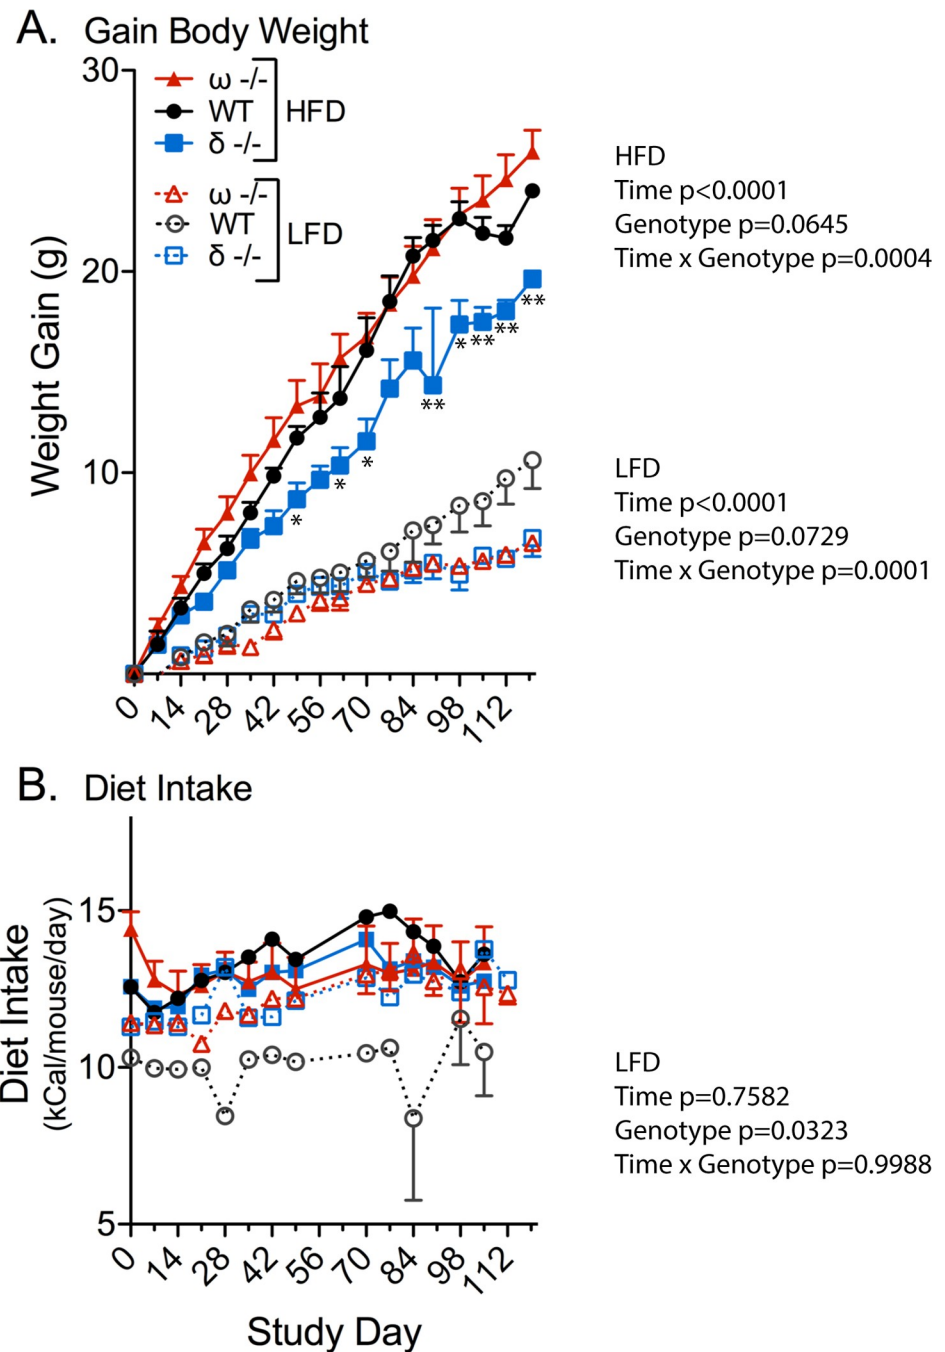 A. Gain Body Weight
30
20
10
Weight Gain (g)
ω -/-
WT
δ -/-
HFD
ω -/-
WT
δ -/-
LFD
* * * ** * ** ** **
0 14 28 42 56 70 84 98 112
HFD
Time p<0.0001
Genotype p=0.0645
Time x Genotype p=0.0004
LFD
Time p<0.0001
Genotype p=0.0729
Time x Genotype p=0.0001
B. Diet Intake
15
10
5
Diet Intake
(kCal/mouse/day)
0 14 28 42 56 70 84 98 112
Study Day
LFD
Time p=0.7582
Genotype p=0.0323
Time x Genotype p=0.9988